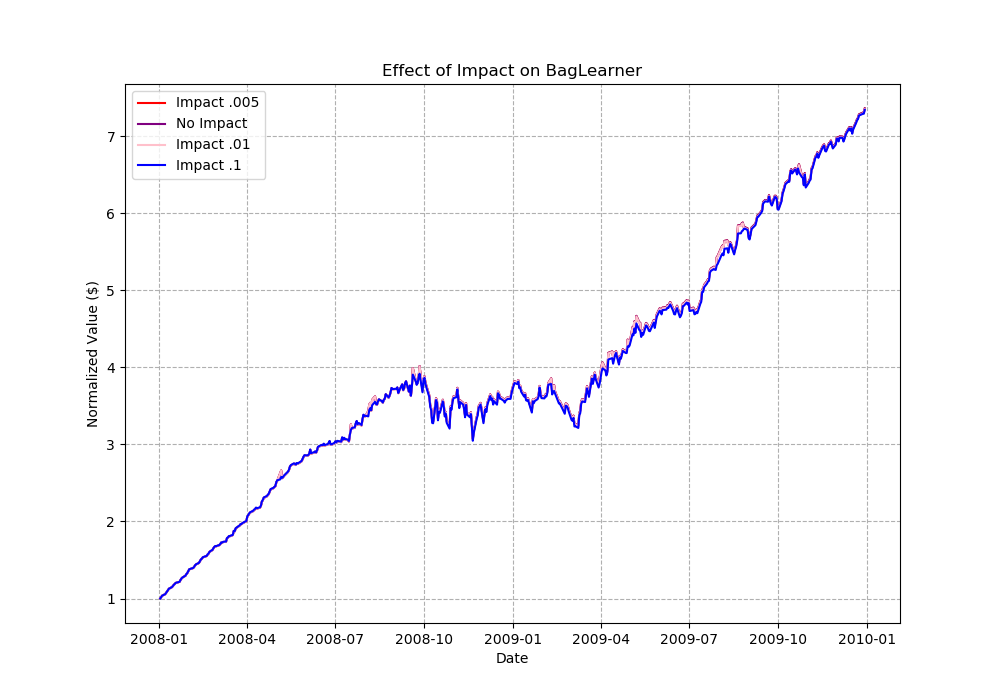 Effect of Impact on BagLearner
Impact .005
No Impact
Impact .01
Impact .1
Normalized Value ($)
7
6
5
4
3
2
1
2008-01 2008-04 2008-07 2008-10 2009-01 2009-04 2009-07 2009-10 2010-01
Date